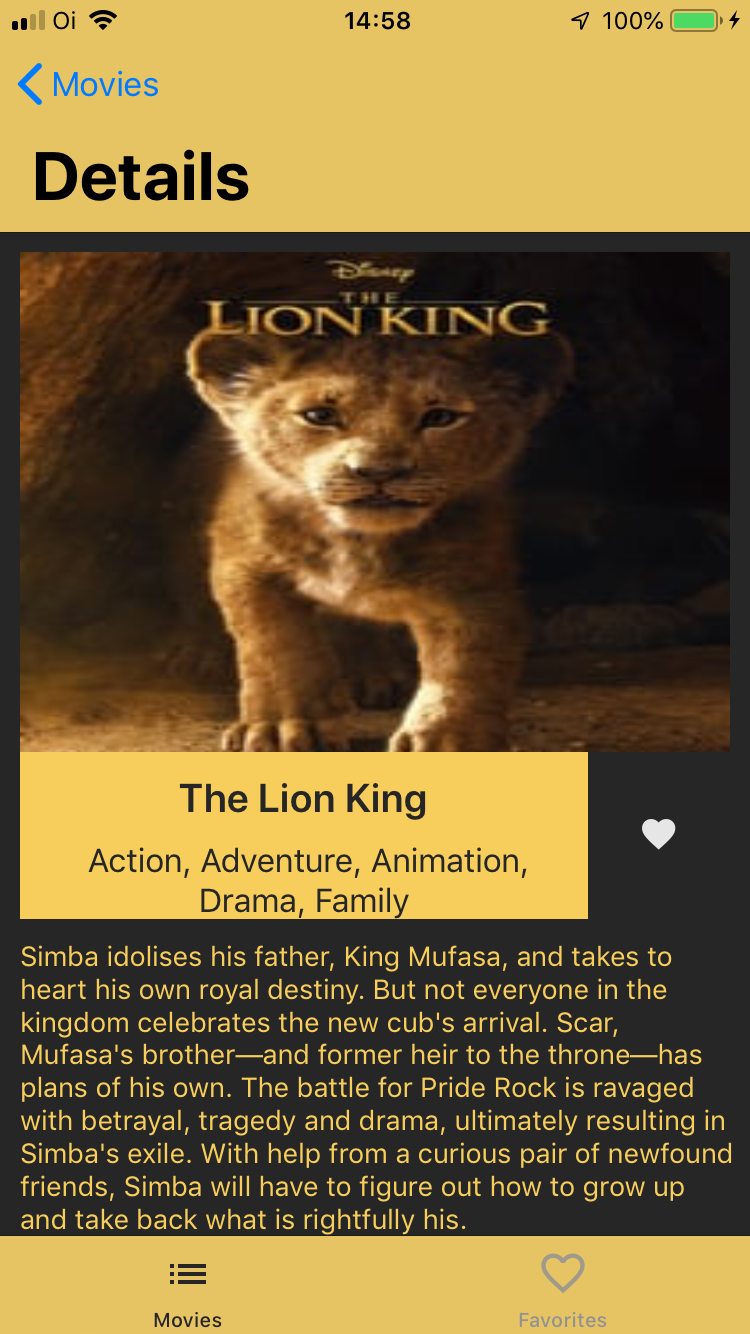 Oi 14:58 100%
Movies
Details
Disney
THE
LION KING
The Lion King
Action, Adventure, Animation,
Drama, Family
Simba idolises his father, King Mufasa, and takes to
heart his own royal destiny. But not everyone in the
kingdom celebrates the new cub's arrival. Scar,
Mufasa's brother—and former heir to the throne—has
plans of his own. The battle for Pride Rock is ravaged
with betrayal, tragedy and drama, ultimately resulting in
Simba's exile. With help from a curious pair of newfound
friends, Simba will have to figure out how to grow up
and take back what is rightfully his.
Movies Favorites